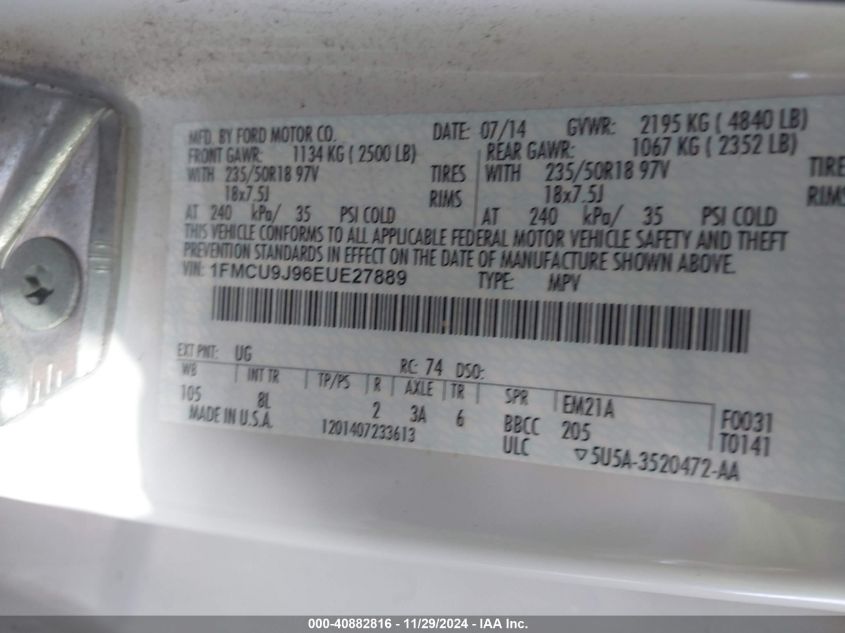 MFD. BY FORD MOTOR CO. DATE: 07/14 GVWR: 2195 KG ( 4840 LB)
FRONT GAWR: 1134 KG ( 2500 LB) REAR GAWR: 1067 KG ( 2352 LB)
WITH 235/50R18 97V TIRES WITH 235/50R18 97V TIRE
18x7.5J RIMS 18x7.5J RIMS
AT 240 kPa/ 35 PSI COLD AT 240 kPa/ 35 PSI COLD
THIS VEHICLE CONFORMS TO ALL APPLICABLE FEDERAL MOTOR VEHICLE SAFETY AND THEFT
PREVENTION STANDARDS IN EFFECT ON THE DATE OF MANUFACTURE SHOWN ABOVE.
VIN: 1FMCU9J96EUE27889 TYPE: MPV
EXT PNT: UG RC: 74 DSO:
WB INT TR TP/PS R AXLE TR SPR EM21A F0031
105 8L 2 3A 6 BBCC 205 T0141
MADE IN U.S.A. 1201407233613 ULC ▽5U5A-3520472-AA
000-40882816 - 11/29/2024 - IAA Inc.